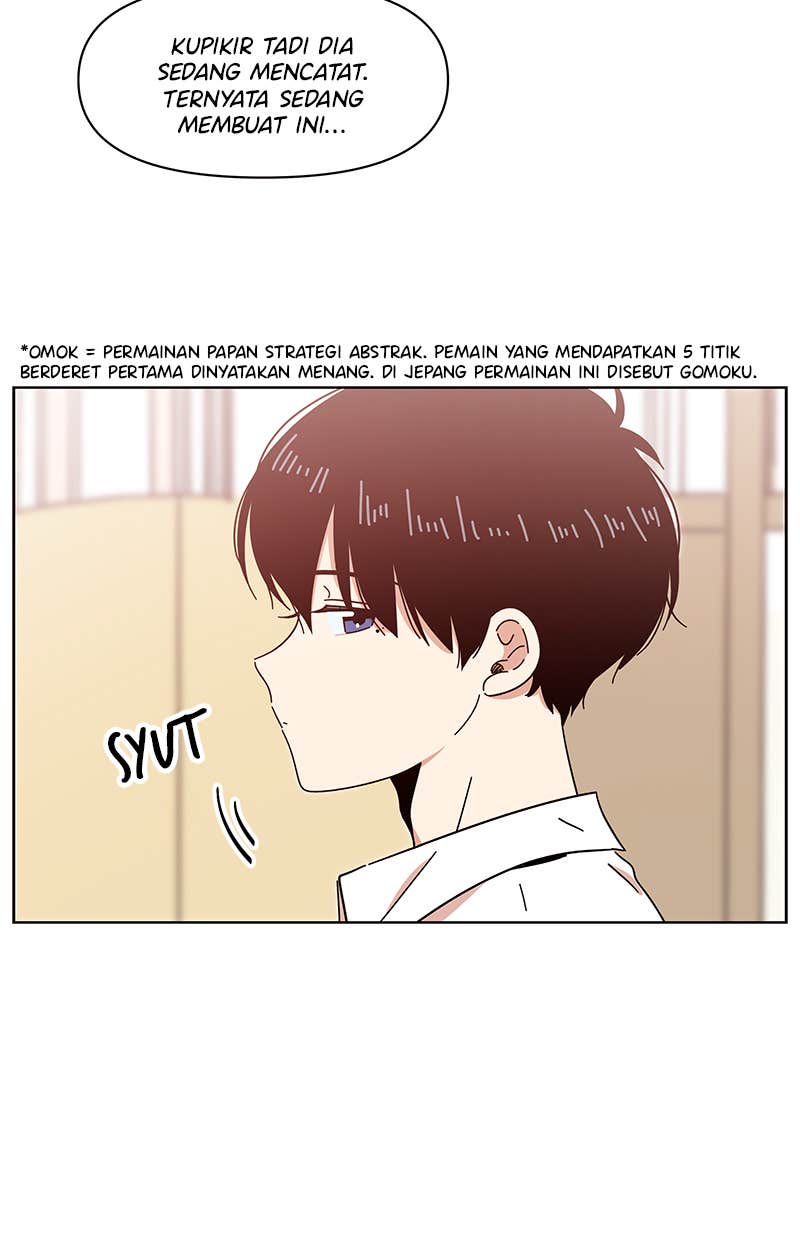 KUPIKIR TADI DIA
SEDANG MENCATAT.
TERNYATA SEDANG
MEMBUAT INI...
*OMOK = PERMAINAN PAPAN STRATEGI ABSTRAK. PEMAIN YANG MENDAPATKAN 5 TITIK
BERDERET PERTAMA DINYATAKAN MENANG. DI JEPANG PERMAINAN INI DISEBUT GOMOKU.
SYUT